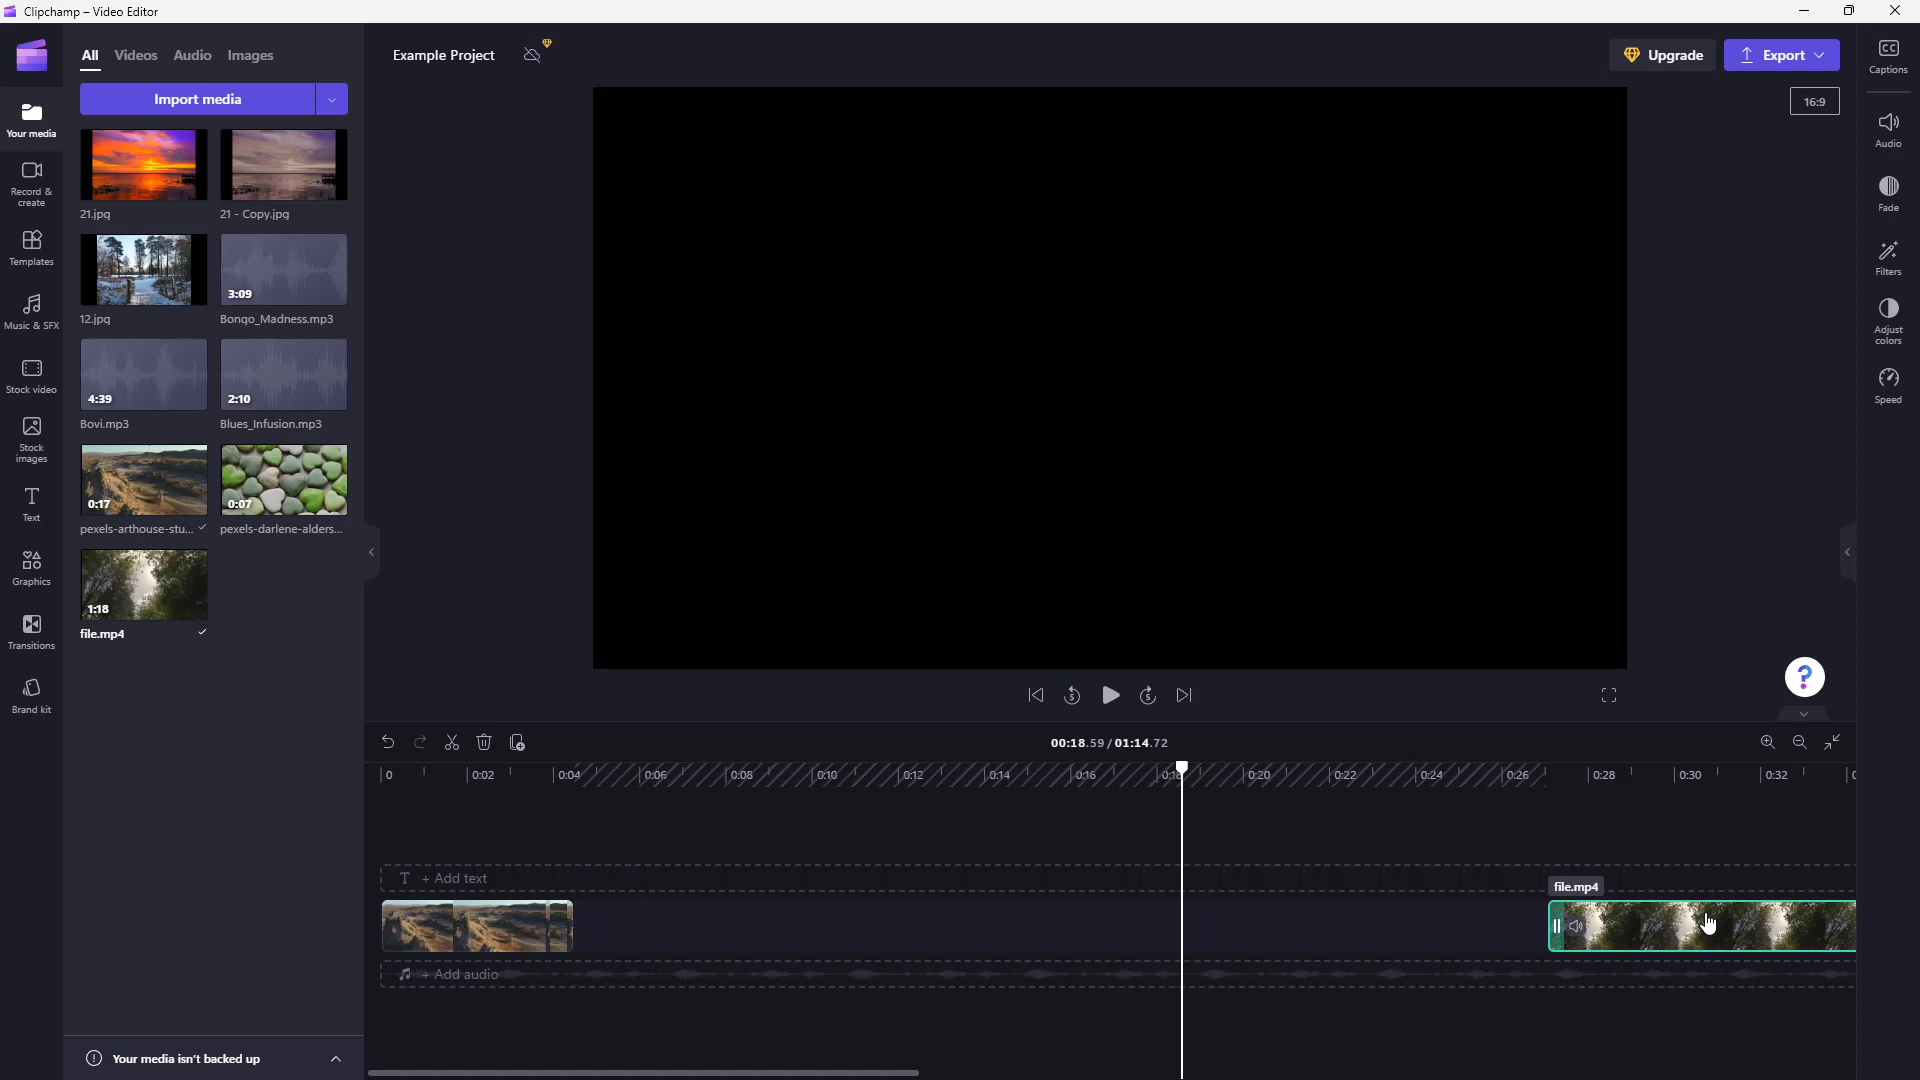 Clipchamp – Video Editor
All Videos Audio Images
Import media
Example Project
Upgrade
Export
16:9
Your media
Record &
create
Templates
Music & SFX
Stock video
Stock
images
Text
Graphics
Transitions
Brand kit
21.jpg
21 - Copy.jpg
12.jpg
3:09
Bongo_Madness.mp3
4:39
Bovi.mp3
2:10
Blues_Infusion.mp3
0:17
pexels-arthouse-stu...
0:07
pexels-darlene-alders...
1:18
file.mp4
Your media isn't backed up
Captions
Audio
Fade
Filters
Adjust
colors
Speed
5
5
?
00:18.59 / 01:14.72
0 0:02 0:04 0:06 0:08 0:10 0:12 0:14 0:16 0:18 0:20 0:22 0:24 0:26 0:28 0:30 0:32
T + Add text
file.mp4
+ Add audio